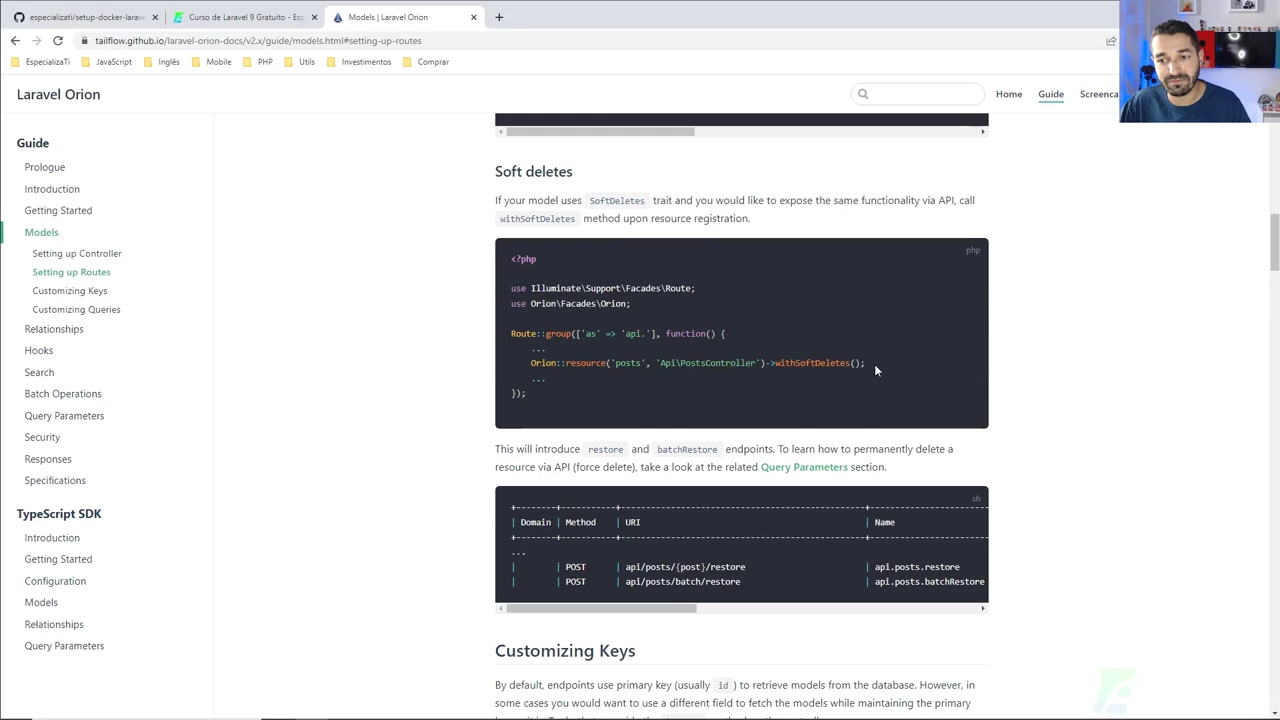 especializati/setup-docker-larave
Curso de Laravel 9 Gratuito - Esp
Models | Laravel Orion
tailflow.github.io/laravel-orion-docs/v2.x/guide/models.html#setting-up-routes
EspecializaTi
JavaScript
Inglês
Mobile
PHP
Utils
Investimentos
Comprar
Laravel Orion
Home
Guide
Screenca
Guide
Prologue
Introduction
Getting Started
Models
Setting up Controller
Setting up Routes
Customizing Keys
Customizing Queries
Relationships
Hooks
Search
Batch Operations
Query Parameters
Security
Responses
Specifications
TypeScript SDK
Introduction
Getting Started
Configuration
Models
Relationships
Query Parameters
Soft deletes
If your model uses SoftDeletes trait and you would like to expose the same functionality via API, call
withSoftDeletes method upon resource registration.
php
<?php
use Illuminate\Support\Facades\Route;
use Orion\Facades\Orion;
Route::group(['as' => 'api.'], function() {
...
Orion::resource('posts', 'Api\PostsController')->withSoftDeletes();
...
});
This will introduce restore and batchRestore endpoints. To learn how to permanently delete a
resource via API (force delete), take a look at the related Query Parameters section.
sh
| Domain | Method | URI | Name
...
| | POST | api/posts/{post}/restore | api.posts.restore
| | POST | api/posts/batch/restore | api.posts.batchRestore
Customizing Keys
By default, endpoints use primary key (usually id ) to retrieve models from the database. However, in
some cases you would want to use a different field to fetch the models while maintaining the primary